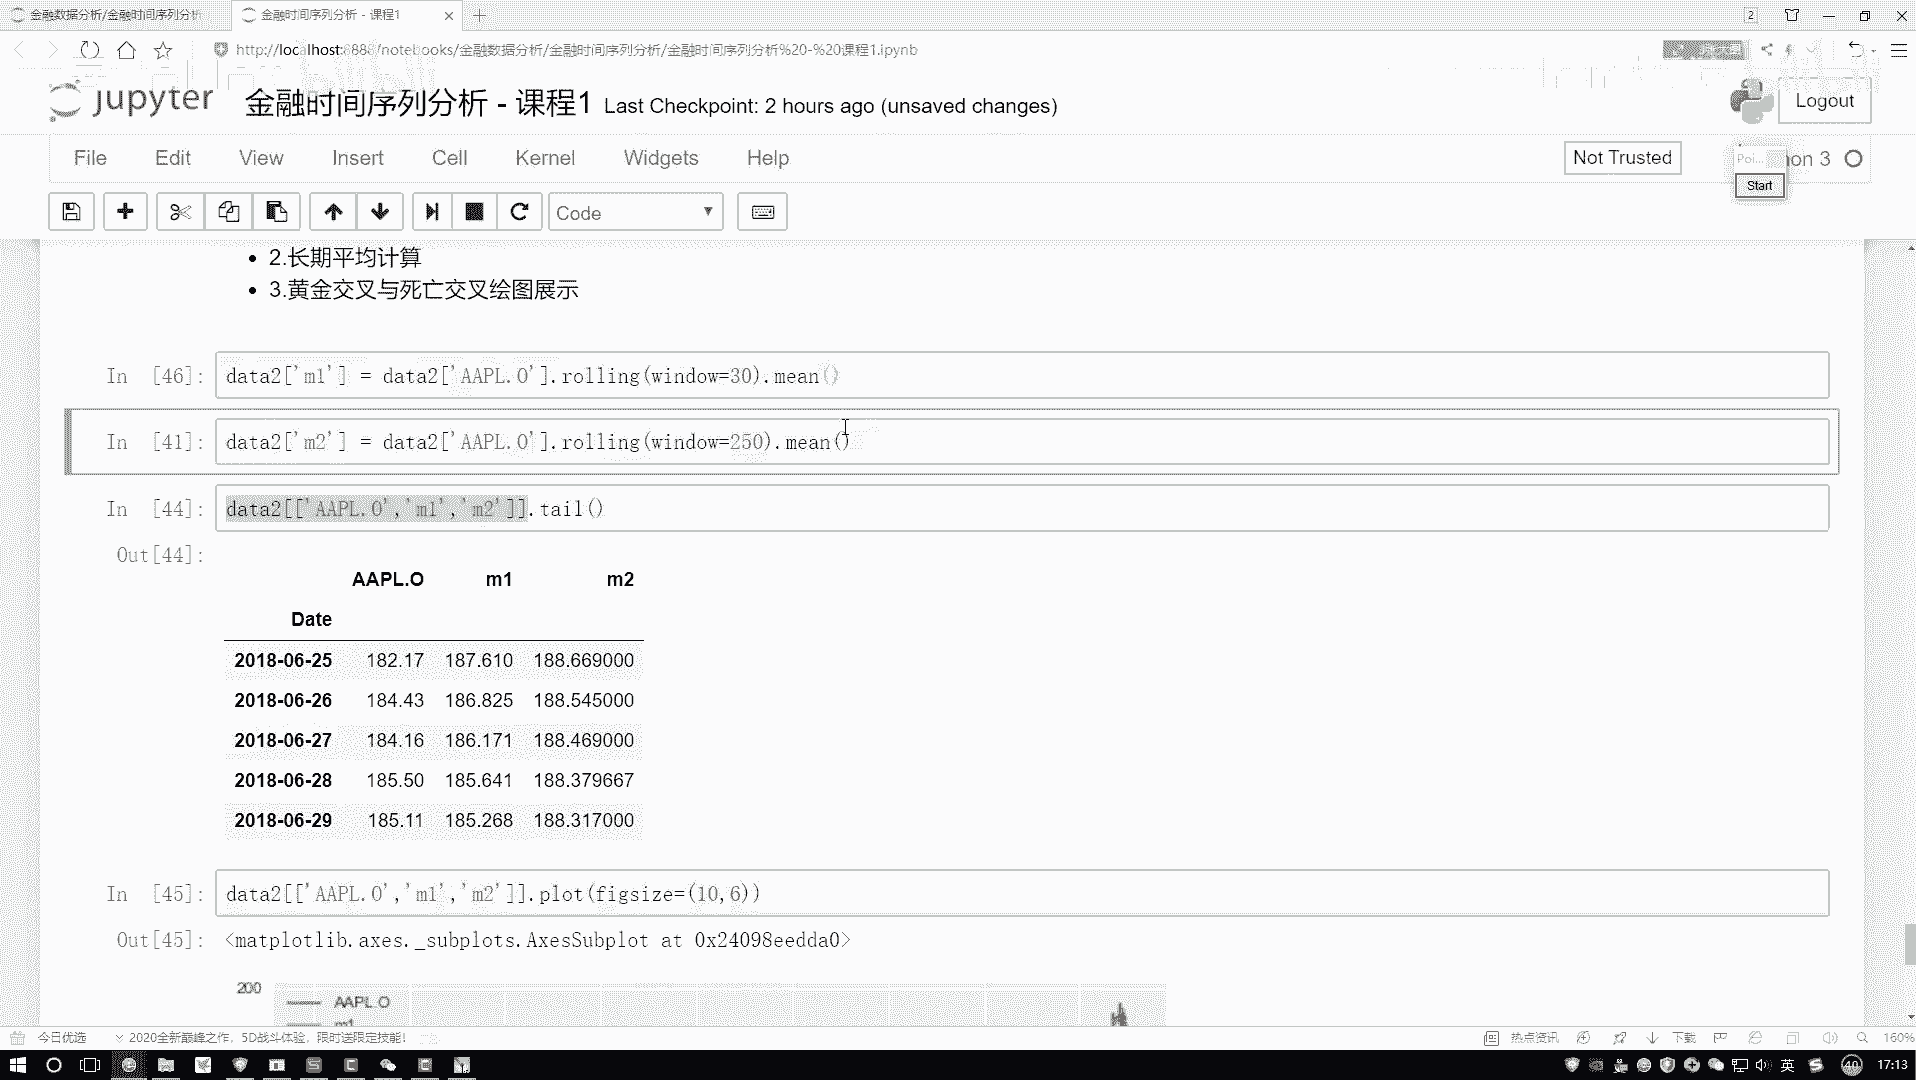 金融数据分析/金融时间序列分析
金融时间序列分析 - 课程1
2
http://localhost:8888/notebooks/金融数据分析/金融时间序列分析/金融时间序列分析%20-%20课程1.ipynb
jupyter 金融时间序列分析 - 课程1 Last Checkpoint: 2 hours ago (unsaved changes)
Logout
File Edit View Insert Cell Kernel Widgets Help
Not Trusted
Poi...
on 3
Start
Code
2.长期平均计算
3.黄金交叉与死亡交叉绘图展示
In [46]: data2['m1'] = data2['AAPL.O'].rolling(window=30).mean()
In [41]: data2['m2'] = data2['AAPL.O'].rolling(window=250).mean()
In [44]: data2[['AAPL.O','m1','m2']].tail()
Out[44]:
AAPL.O m1 m2
Date
2018-06-25 182.17 187.610 188.669000
2018-06-26 184.43 186.825 188.545000
2018-06-27 184.16 186.171 188.469000
2018-06-28 185.50 185.641 188.379667
2018-06-29 185.11 185.268 188.317000
In [45]: data2[['AAPL.O','m1','m2']].plot(figsize=(10,6))
Out[45]: <matplotlib.axes._subplots.AxesSubplot at 0x24098eedda0>
200
AAPL.O
m1
今日优选
2020全新巅峰之作，5D战斗体验，限时送限定技能！
热点资讯
下载
160%
英
40
17:13